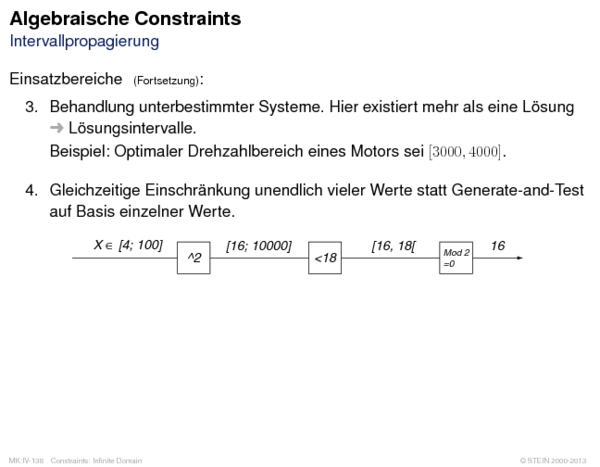 Algebraische Constraints
Intervallpropagierung
Einsatzbereiche (Fortsetzung):
3. Behandlung unterbestimmter Systeme. Hier existiert mehr als eine Lösung
➔ Lösungsintervalle.
Beispiel: Optimaler Drehzahlbereich eines Motors sei [3000, 4000].
4. Gleichzeitige Einschränkung unendlich vieler Werte statt Generate-and-Test
auf Basis einzelner Werte.
X ∈ [4; 100] [16; 10000] [16, 18[ 16
^2 <18 Mod 2
=0
MK:IV-138 Constraints: Infinite Domain © STEIN 2000-2013